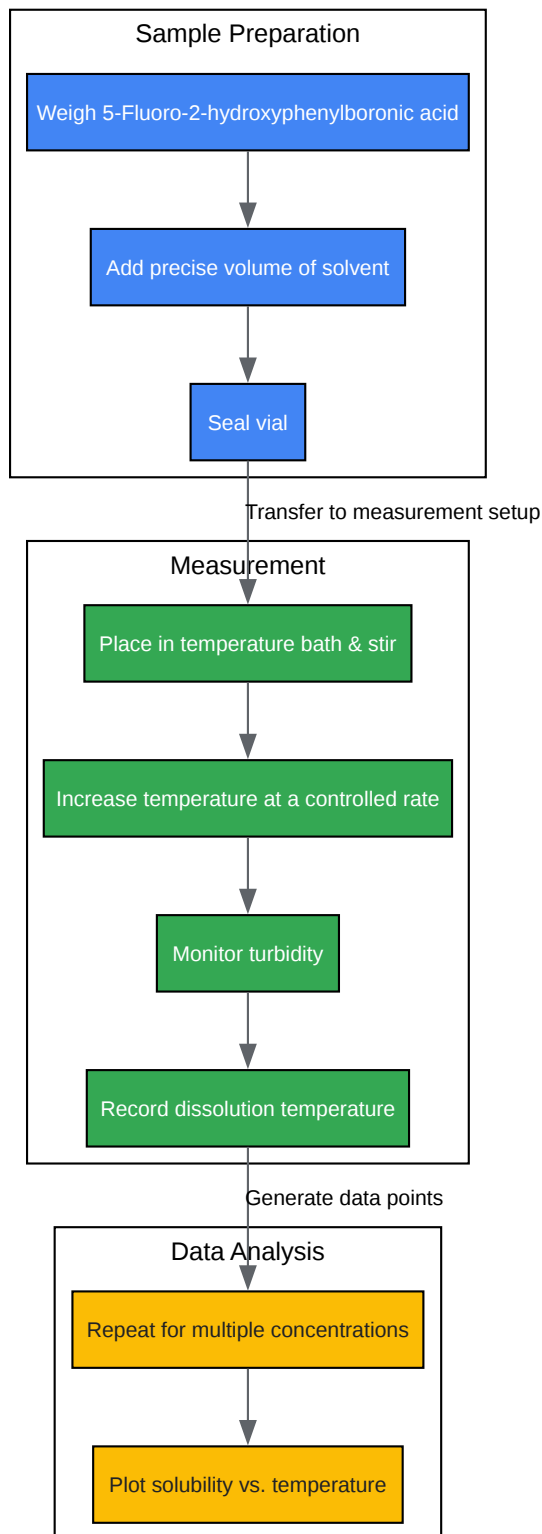 Sample Preparation
Weigh 5-Fluoro-2-hydroxyphenylboronic acid
Add precise volume of solvent
Seal vial
Transfer to measurement setup
Measurement
Place in temperature bath & stir
Increase temperature at a controlled rate
Monitor turbidity
Record dissolution temperature
Generate data points
Data Analysis
Repeat for multiple concentrations
Plot solubility vs. temperature